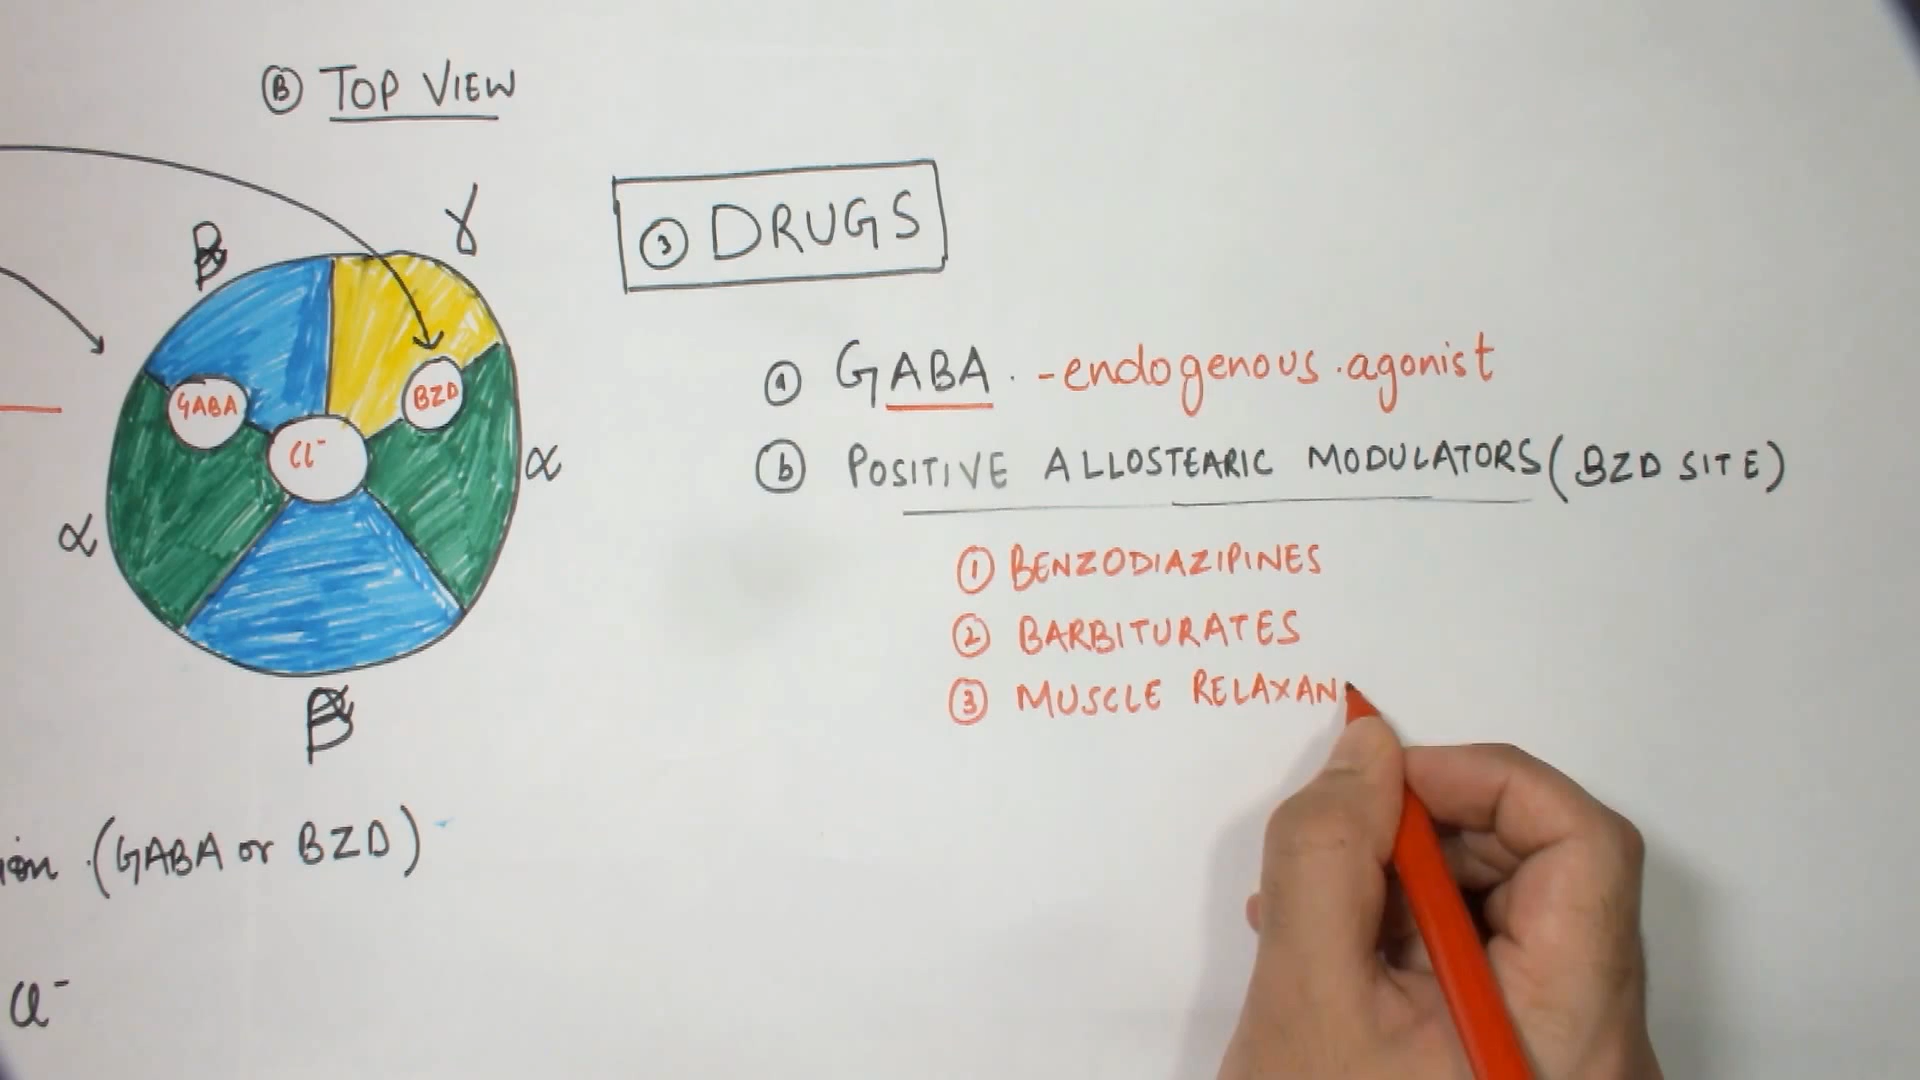 Ⓑ TOP VIEW
β
γ
GABA
BZD
Cl⁻
α
α
β
(GABA or BZD)
Cl⁻
③ DRUGS
ⓐ GABA - endogenous agonist
ⓑ POSITIVE ALLOSTEARIC MODULATORS (BZD SITE)
① BENZODIAZIPINES
② BARBITURATES
③ MUSCLE RELAXAN